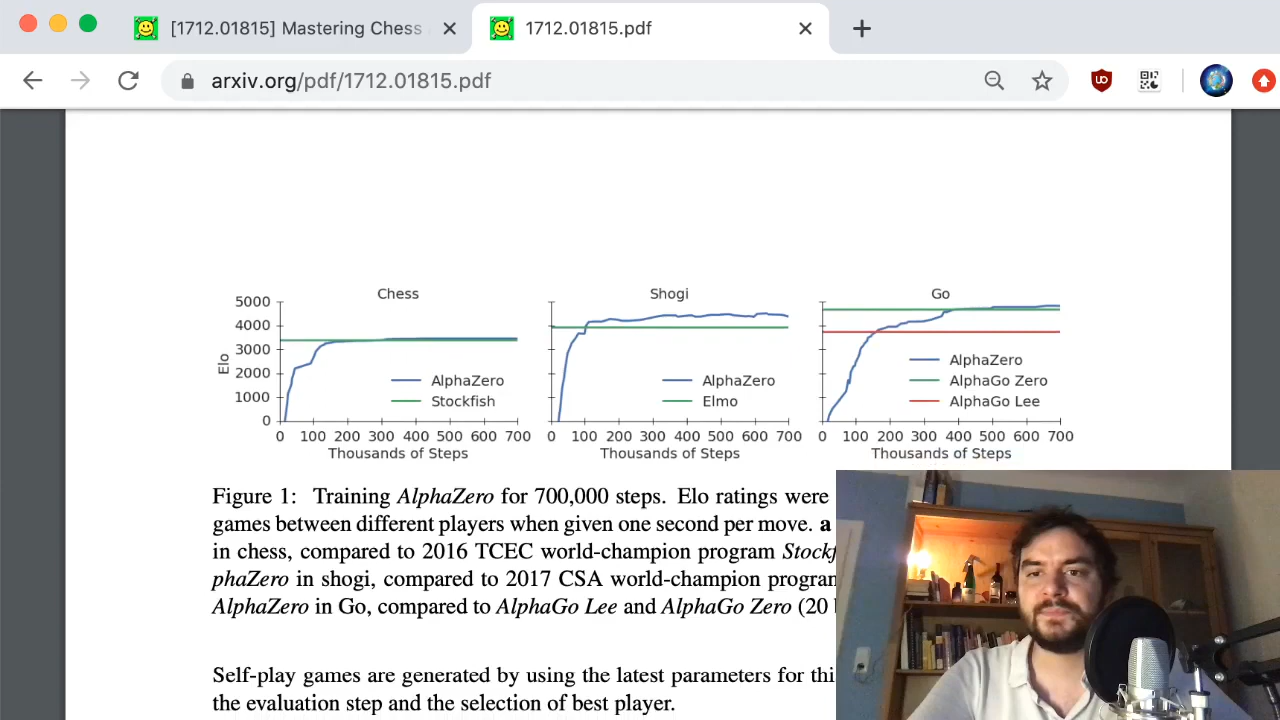 [1712.01815] Mastering Chess
1712.01815.pdf
arxiv.org/pdf/1712.01815.pdf
Chess
Shogi
Go
5000
4000
3000
2000
1000
0
Elo
AlphaZero
Stockfish
0 100 200 300 400 500 600 700
Thousands of Steps
AlphaZero
Elmo
0 100 200 300 400 500 600 700
Thousands of Steps
AlphaZero
AlphaGo Zero
AlphaGo Lee
0 100 200 300 400 500 600 700
Thousands of Steps
Figure 1: Training AlphaZero for 700,000 steps. Elo ratings were
games between different players when given one second per move. a
in chess, compared to 2016 TCEC world-champion program Stockf
phaZero in shogi, compared to 2017 CSA world-champion program
AlphaZero in Go, compared to AlphaGo Lee and AlphaGo Zero (20 b
Self-play games are generated by using the latest parameters for thi
the evaluation step and the selection of best player.